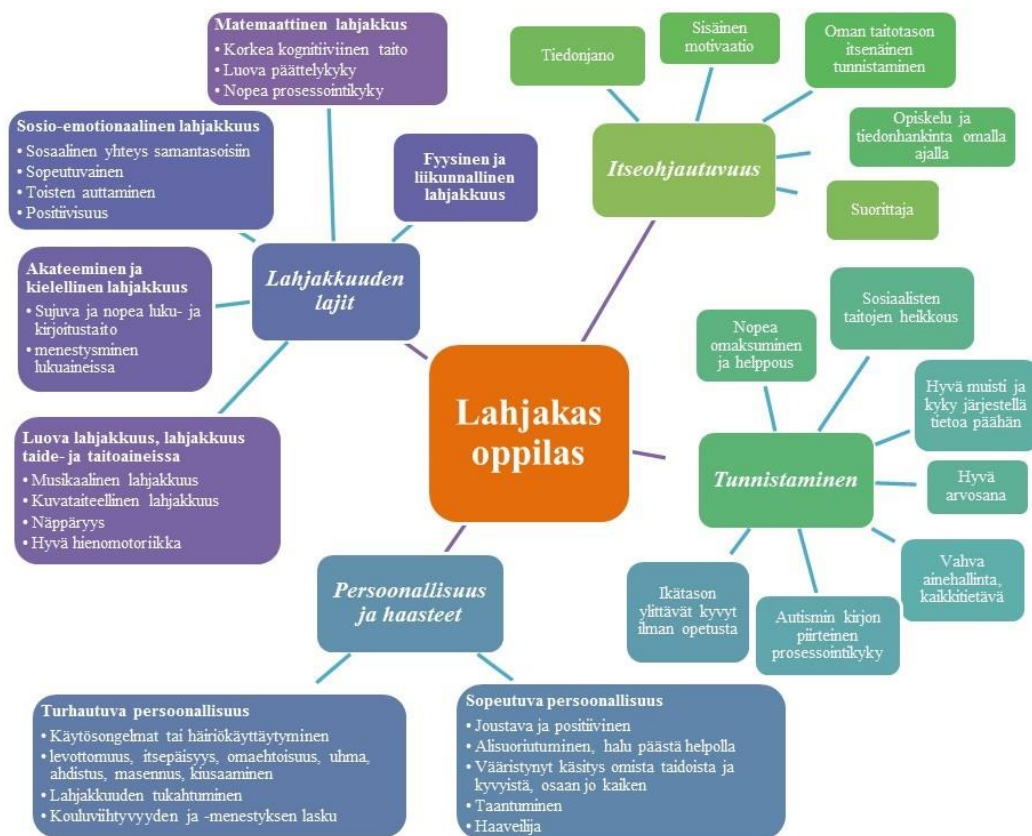 Matemaattinen lahjakkus
• Korkea kognitiiviinen taito
• Luova päättelykyky
• Nopea prosessointikyky
Sosio-emotionaalinen lahjakkuus
• Sosaalinen yhteys samantasoisiin
• Sopeutuvainen
• Toisten auttaminen
• Positiivisuus
Fyysinen ja
liikunnallinen
lahjakkuus
Akateeminen ja
kielellinen lahjakkuus
• Sujuva ja nopea luku- ja
kirjoitustaito
• menestysminen
lukuaineissa
Lahjakkuuden
lajit
Luova lahjakkuus, lahjakkuus
taide- ja taitoaineissa
• Musikaalinen lahjakkuus
• Kuvataiteellinen lahjakkuus
• Näppäryys
• Hyvä hienomotoriikka
Tiedonjano
Sisäinen
motivaatio
Oman taitotason
itsenäinen
tunnistaminen
Opiskelu ja
tiedonhankinta omalla
ajalla
Suorittaja
Itseohjautuvuus
Lahjakas
oppilas
Nopea
omaksuminen
ja helppous
Sosiaalisten
taitojen heikkous
Hyvä muisti ja
kyky järjestellä
tietoa päähän
Hyvä
arvosana
Vahva
ainehallinta,
kaikkitietävä
Autismin kirjon
piirteinen
prosessointikyky
Ikätason
ylittävät kyvyt
ilman opetusta
Tunnistaminen
Persoonallisuus
ja haasteet
Turhautuva persoonallisuus
• Käytösongelmat tai häiriökäyttäytyminen
• levottomuus, itsepäisyys, omaehtoisuus, uhma,
ahdistus, masennus, kiusaaminen
• Lahjakkuuden tukahtuminen
• Kouluviihtyvyyden ja -menestyksen lasku
Sopeutuva persoonallisuus
• Joustava ja positiivinen
• Alisuoriutuminen, halu päästä helpolla
• Vääristynyt käsitys omista taidoista ja
kyvyistä, osaan jo kaiken
• Taantuminen
• Haaveilija